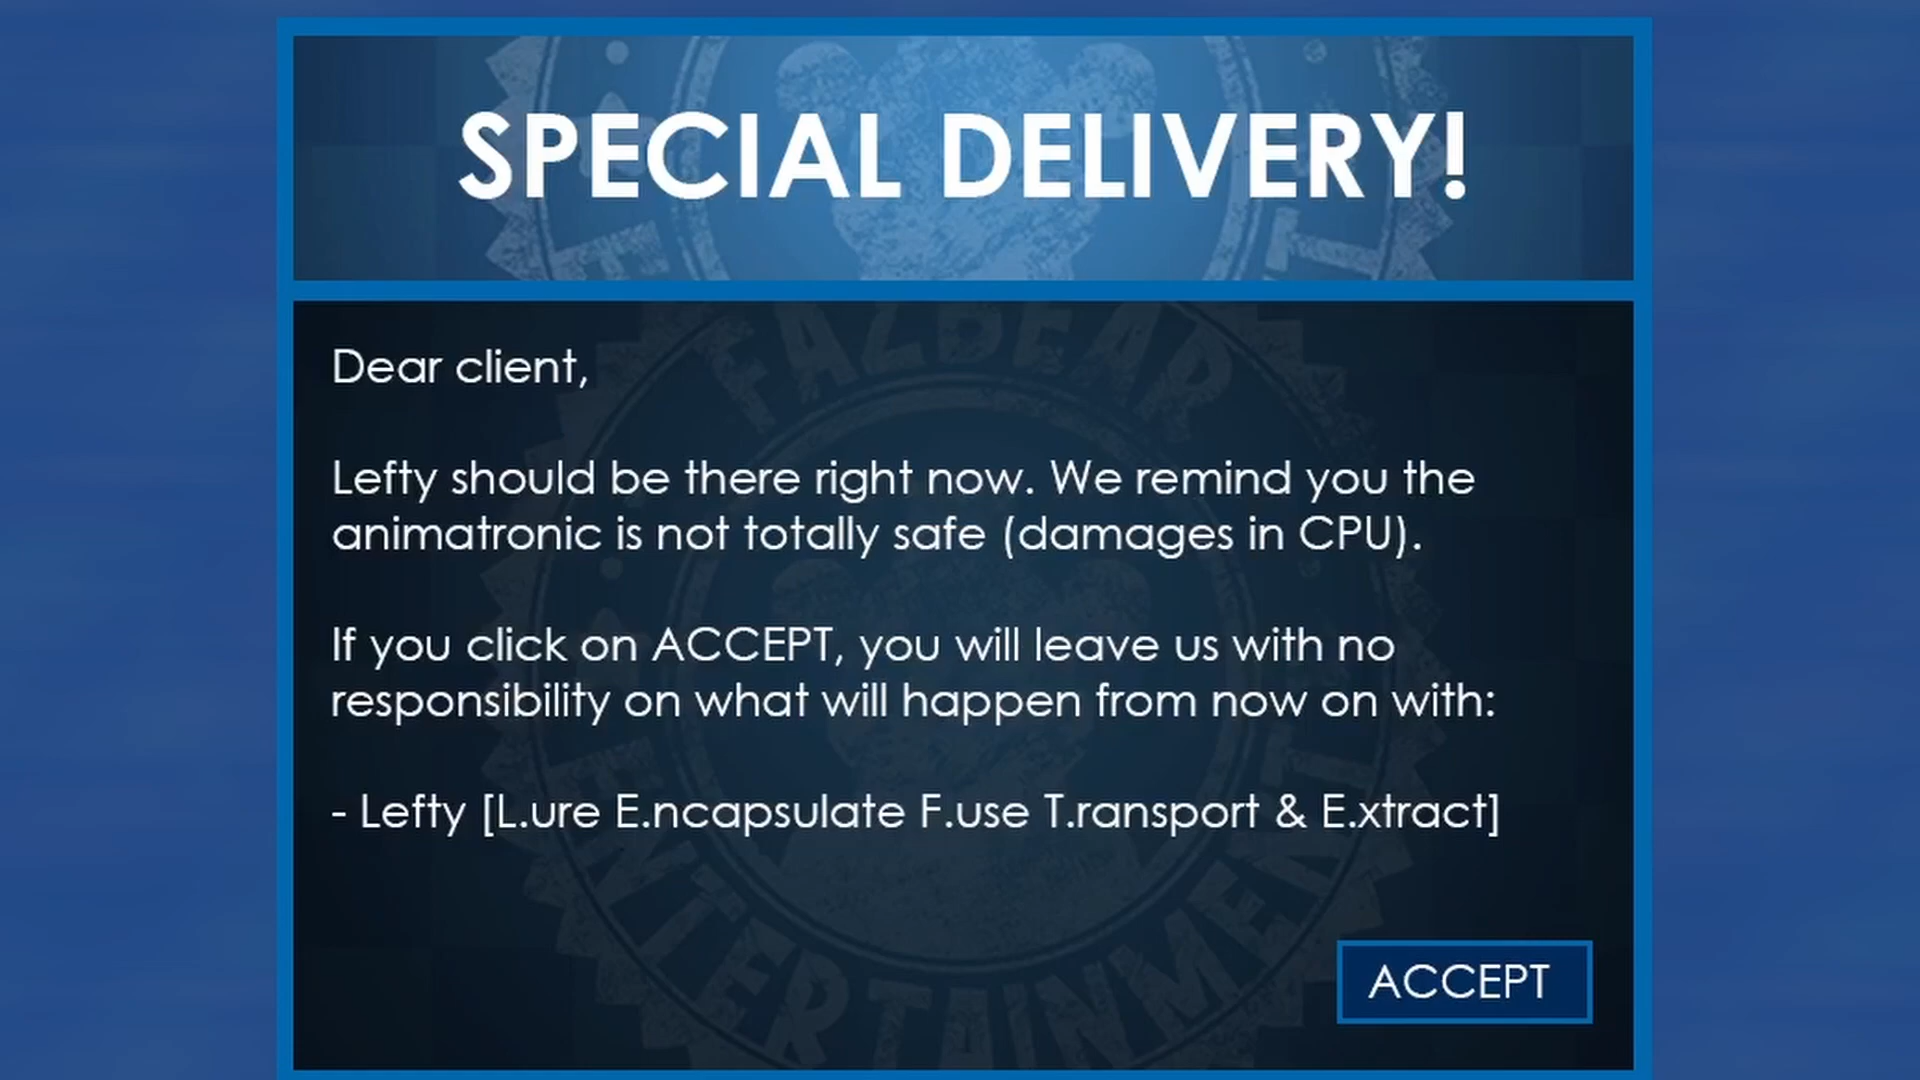 SPECIAL DELIVERY!
Dear client,
Lefty should be there right now. We remind you the
animatronic is not totally safe (damages in CPU).
If you click on ACCEPT, you will leave us with no
responsibility on what will happen from now on with:
- Lefty [L.ure E.ncapsulate F.use T.ransport & E.xtract]
ACCEPT
FAZBEAR
ENTERTAINMENT